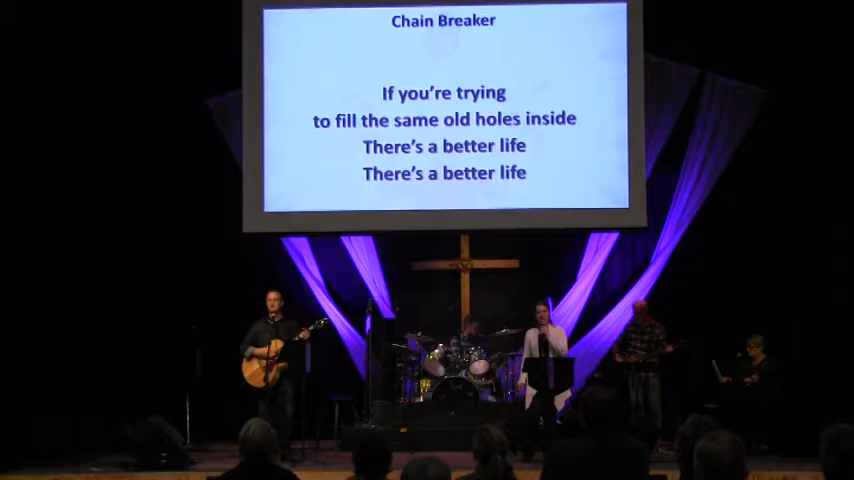 Chain Breaker
If you're trying
to fill the same old holes inside
There's a better life
There's a better life